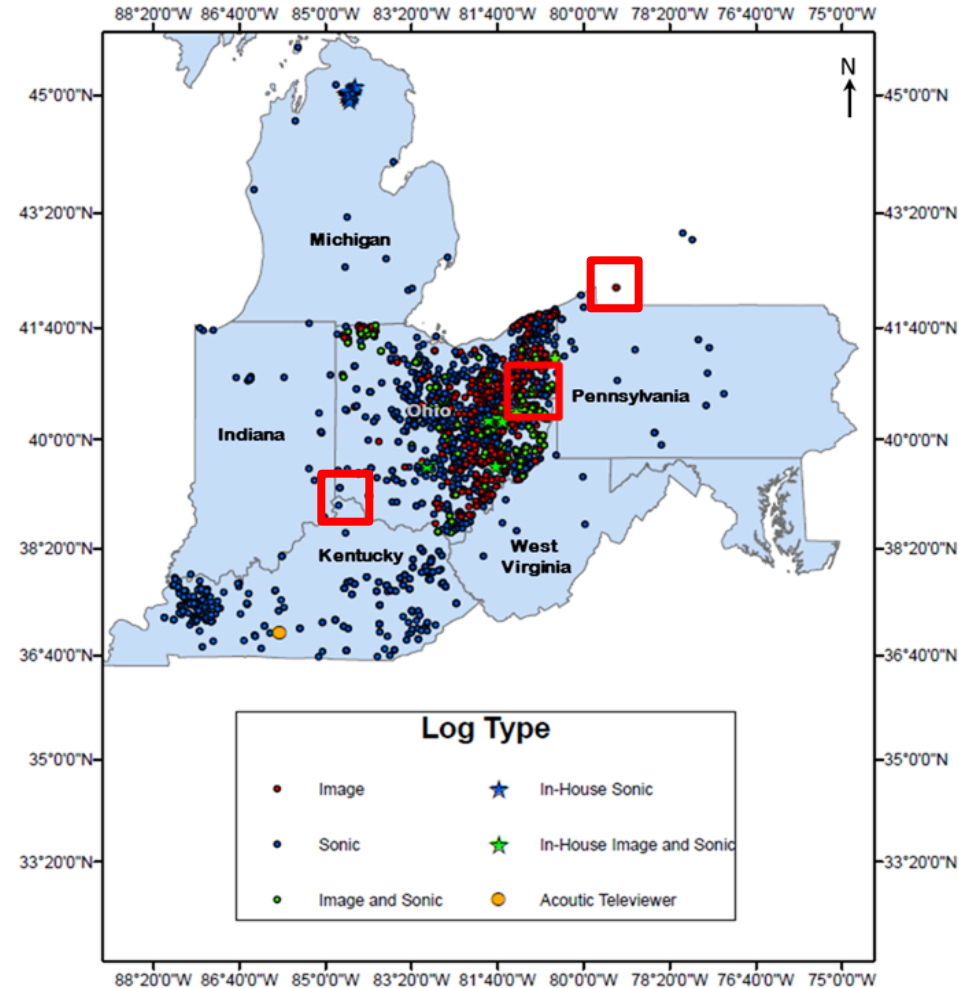 88°20'0"W 86°40'0"W 85°0'0"W 83°20'0"W 81°40'0"W 80°0'0"W 78°20'0"W 76°40'0"W 75°0'0"W
N
45°0'0"N 45°0'0"N
43°20'0"N 43°20'0"N
Michigan
41°40'0"N 41°40'0"N
Pennsylvania
Ohio
Indiana
40°0'0"N 40°0'0"N
38°20'0"N 38°20'0"N
Kentucky
West
Virginia
36°40'0"N 36°40'0"N
Log Type
35°0'0"N 35°0'0"N
Image In-House Sonic
Sonic In-House Image and Sonic
33°20'0"N 33°20'0"N
Image and Sonic Acoutic Televiewer
88°20'0"W 86°40'0"W 85°0'0"W 83°20'0"W 81°40'0"W 80°0'0"W 78°20'0"W 76°40'0"W 75°0'0"W